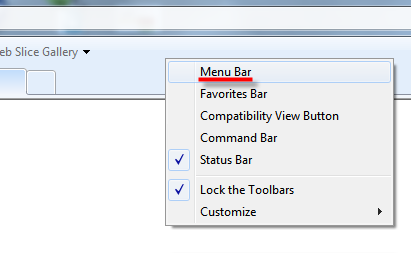 eb Slice Gallery
Menu Bar
Favorites Bar
Compatibility View Button
Command Bar
Status Bar
Lock the Toolbars
Customize